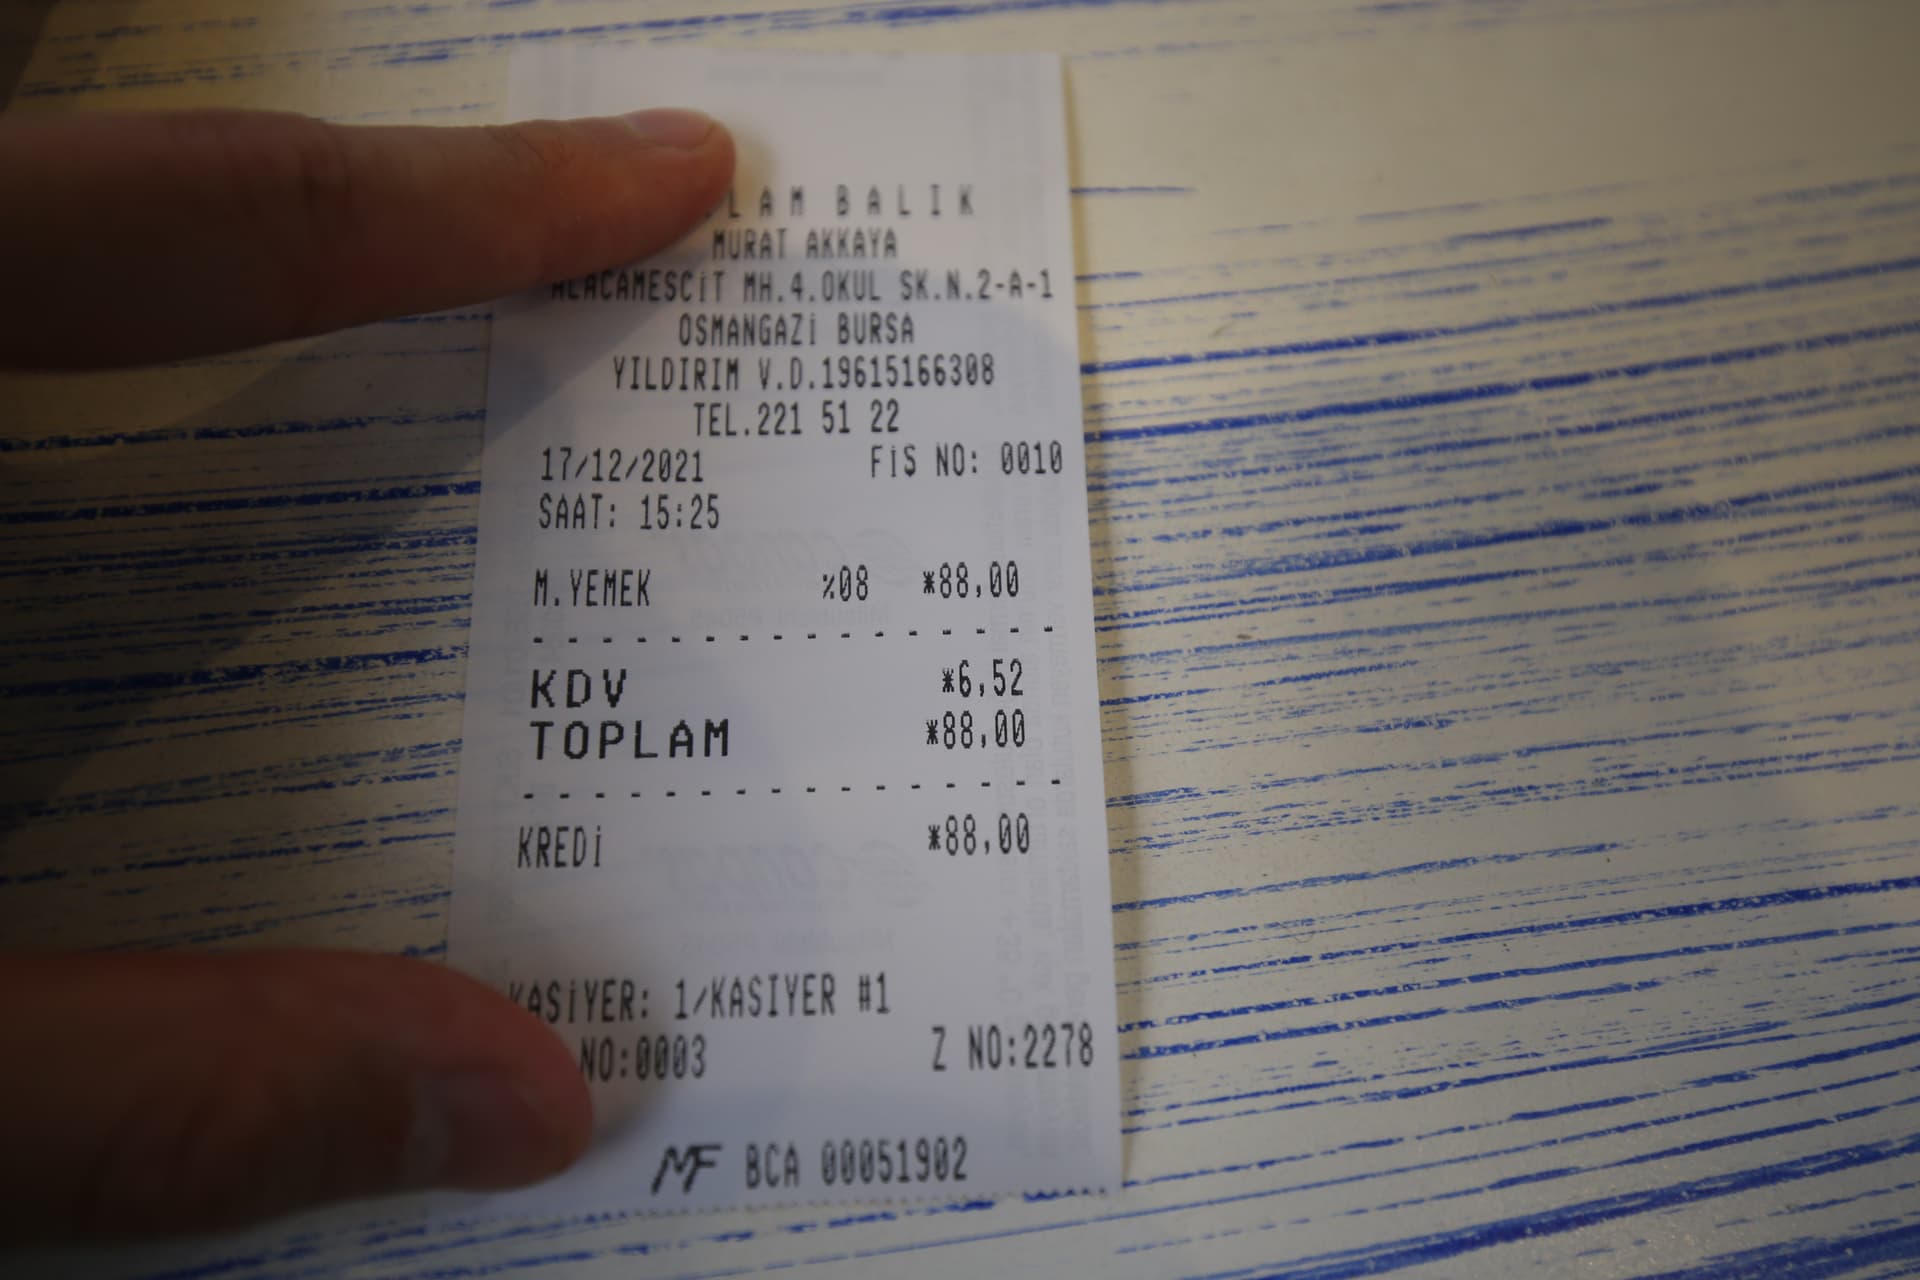 LAM BALIK
MURAT AKKAYA
ALACAMESCİT MH.4.OKUL SK.N.2-A-1
OSMANGAZİ BURSA
YILDIRIM V.D.19615166308
TEL.221 51 22
17/12/2021 FİŞ NO: 0010
SAAT: 15:25
M.YEMEK %08 *88,00
KDV *6,52
TOPLAM *88,00
KREDİ *88,00
KASİYER: 1/KASIYER #1
NO:0003 Z NO:2278
MF BCA 00051902